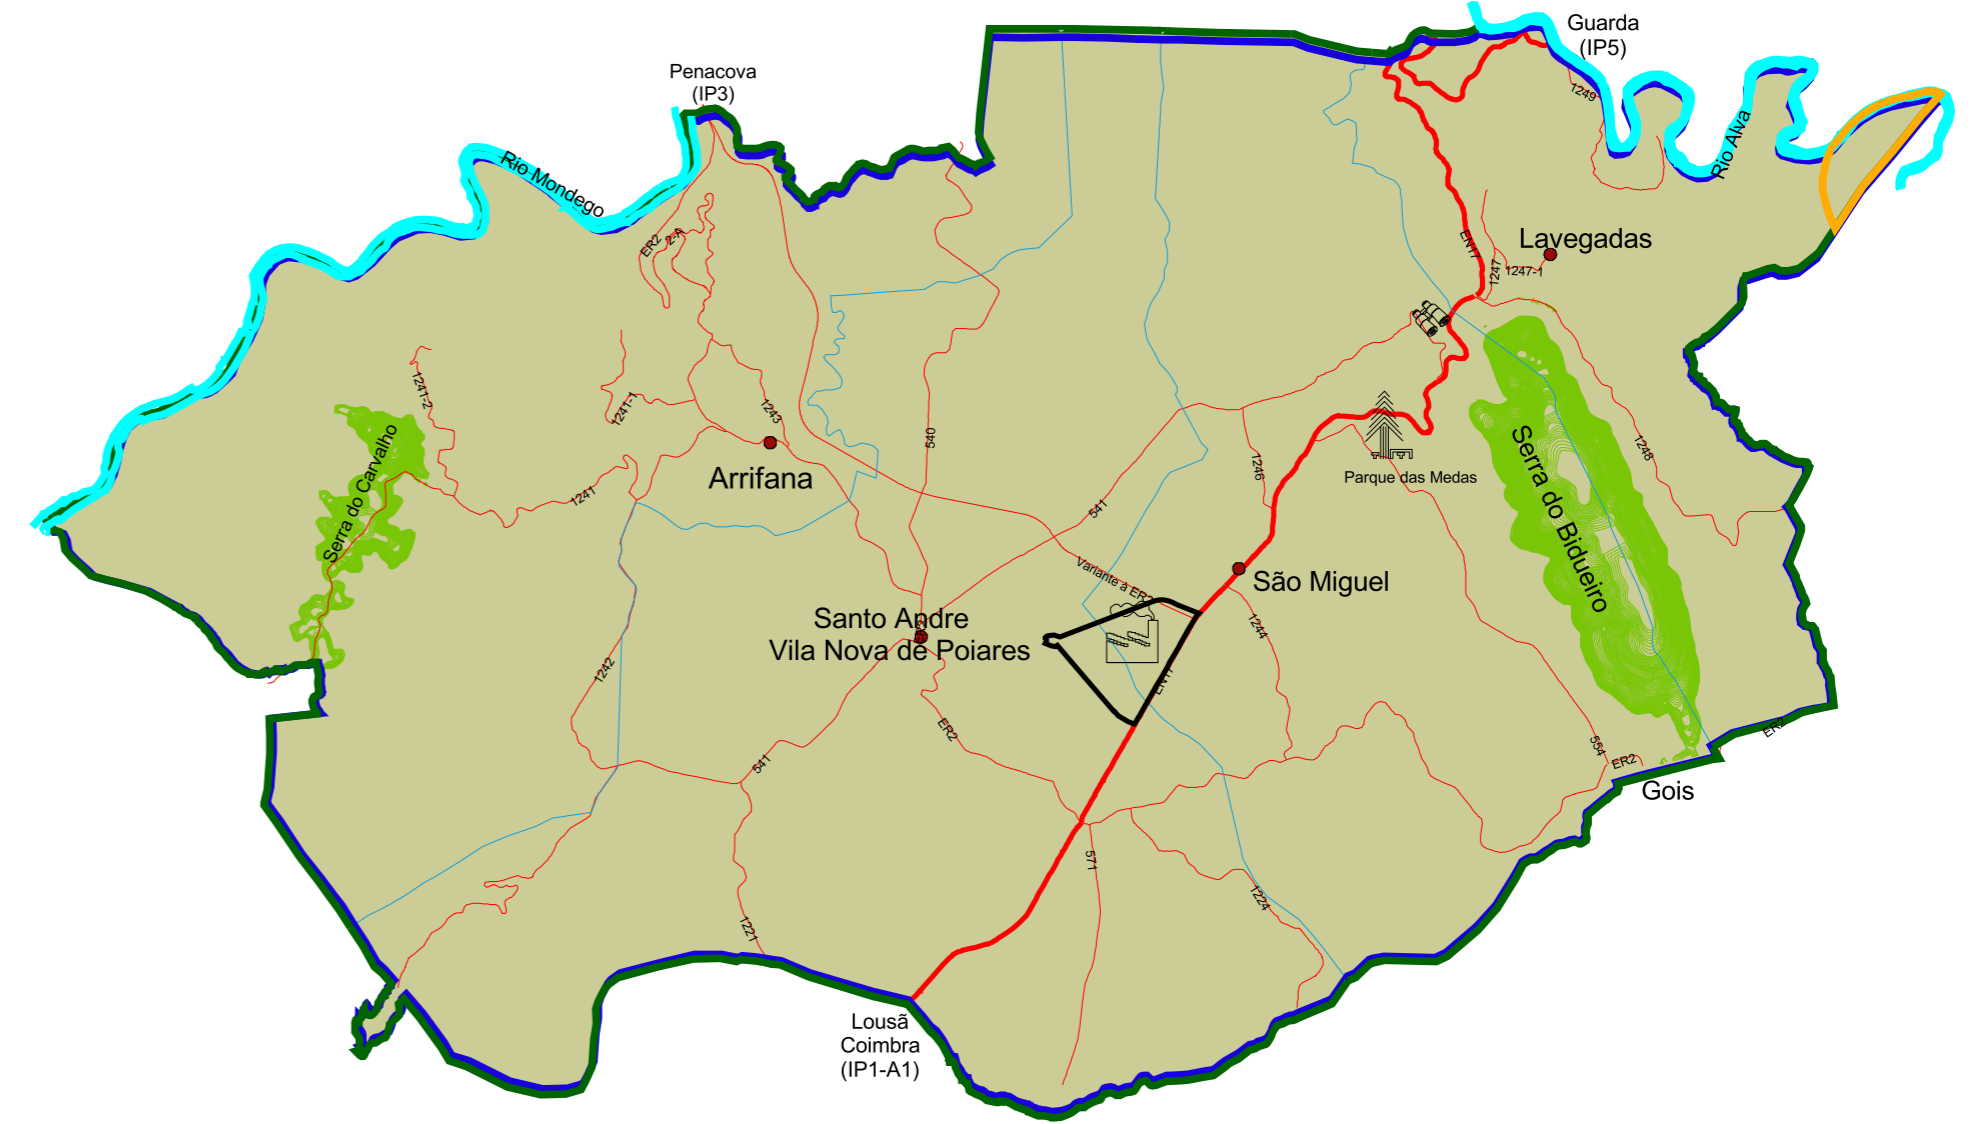 Guarda
(IP5)
Penacova
(IP3)
1249
Rio Alva
Rio Mondego
ER2
2-A
EN17
Lavegadas
1247
1247-1
1241-2
1241-1
1243
540
Arrifana
Serra do Carvalho
1241
1246
541
Parque das Medas
Serra do Bidueiro
1248
Variante à ER2
São Miguel
Santo Andre
Vila Nova de Poiares
1244
1242
EN17
ER2
541
554
ER2
ER2
Gois
571
1224
1221
Lousã
Coimbra
(IP1-A1)